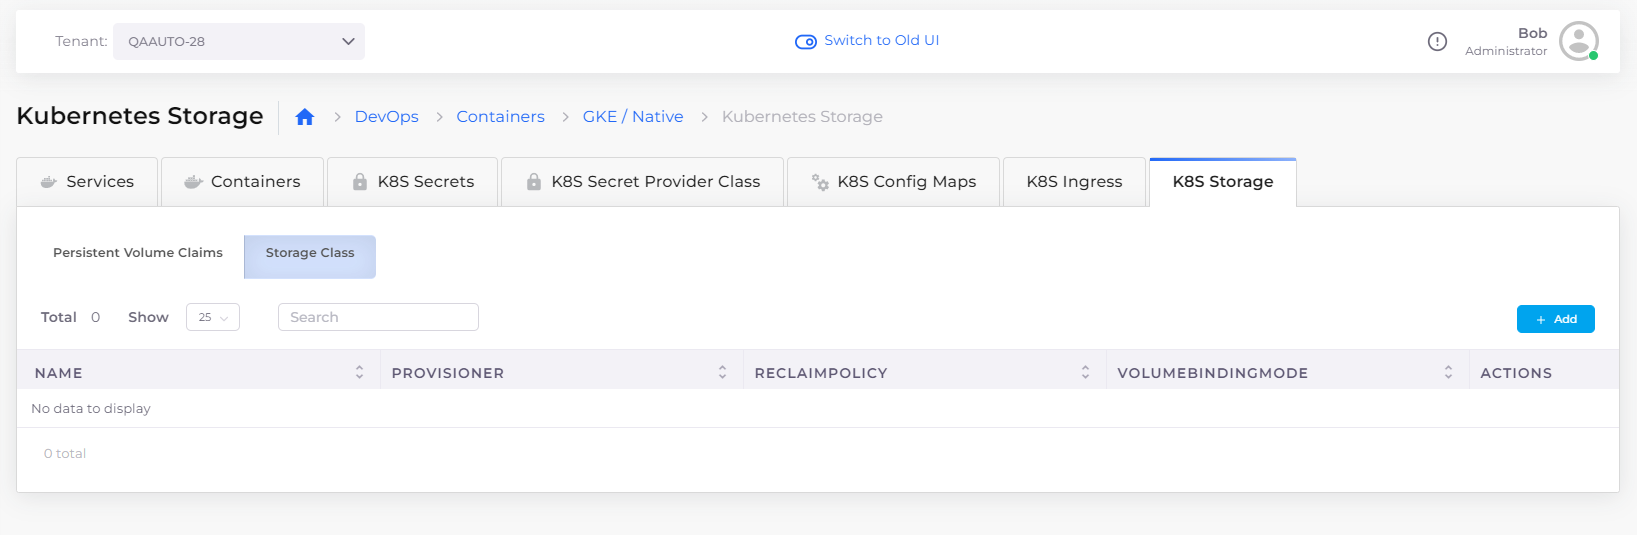 Tenant: QAAUTO-28 Switch to Old UI Bob
Administrator
Kubernetes Storage DevOps Containers GKE / Native Kubernetes Storage
Services Containers K8S Secrets K8S Secret Provider Class K8S Config Maps K8S Ingress K8S Storage
Persistent Volume Claims Storage Class
Total 0 Show 25 Search + Add
NAME PROVISIONER RECLAIMPOLICY VOLUMEBINDINGMODE ACTIONS
No data to display
0 total